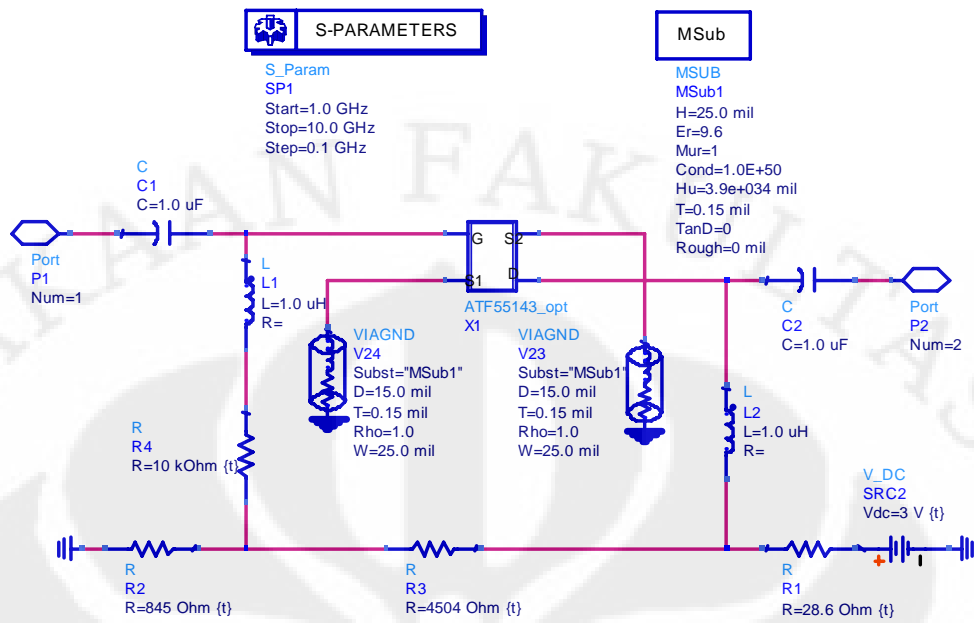 S-PARAMETERS
S_Param
SP1
Start=1.0 GHz
Stop=10.0 GHz
Step=0.1 GHz
MSub
MSUB
MSub1
H=25.0 mil
Er=9.6
Mur=1
Cond=1.0E+50
Hu=3.9e+034 mil
T=0.15 mil
TanD=0
Rough=0 mil
C
C1
C=1.0 uF
Port
P1
Num=1
L
L1
L=1.0 uH
R=
G
S2
S1
D
ATF55143_opt
X1
VIAGND
V24
Subst="MSub1"
D=15.0 mil
T=0.15 mil
Rho=1.0
W=25.0 mil
VIAGND
V23
Subst="MSub1"
D=15.0 mil
T=0.15 mil
Rho=1.0
W=25.0 mil
C
C2
C=1.0 uF
Port
P2
Num=2
L
L2
L=1.0 uH
R=
R
R4
R=10 kOhm {t}
V_DC
SRC2
Vdc=3 V {t}
R
R2
R=845 Ohm {t}
R
R3
R=4504 Ohm {t}
R
R1
R=28.6 Ohm {t}